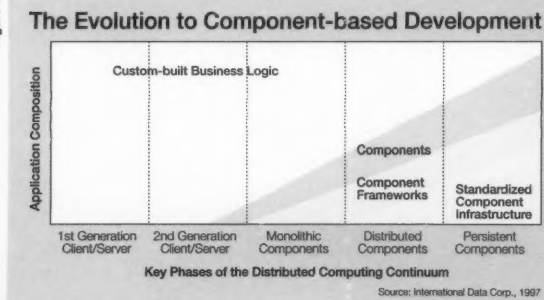 The Evolution to Component-based Development
Application Composition
Custom-built Business Logic
Components
Component
Frameworks
Standardized
Component
Infrastructure
1st Generation
Client/Server
2nd Generation
Client/Server
Monolithic
Components
Distributed
Components
Persistent
Components
Key Phases of the Distributed Computing Continuum
Source: International Data Corp., 1997